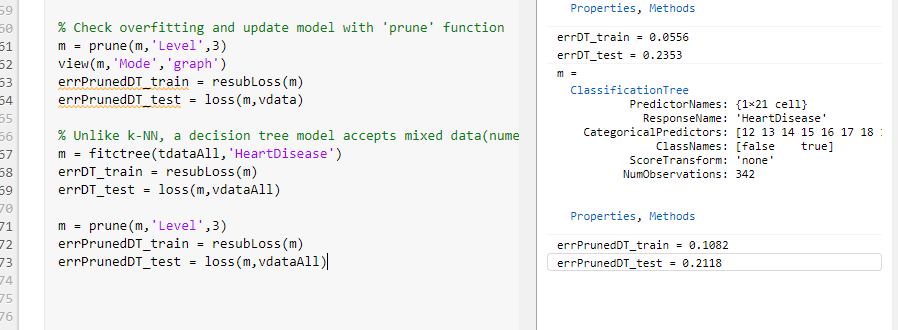 59
60 % Check overfitting and update model with 'prune' function
61 m = prune(m,'Level',3)
62 view(m,'Mode','graph')
63 errPrunedDT_train = resubLoss(m)
64 errPrunedDT_test = loss(m,vdata)
65
66 % Unlike k-NN, a decision tree model accepts mixed data(nume
67 m = fitctree(tdataAll,'HeartDisease')
68 errDT_train = resubLoss(m)
69 errDT_test = loss(m,vdataAll)
70
71 m = prune(m,'Level',3)
72 errPrunedDT_train = resubLoss(m)
73 errPrunedDT_test = loss(m,vdataAll)
74
75
76
Properties, Methods
errDT_train = 0.0556
errDT_test = 0.2353
m =
ClassificationTree
PredictorNames: {1×21 cell}
ResponseName: 'HeartDisease'
CategoricalPredictors: [12 13 14 15 16 17 18
ClassNames: [false true]
ScoreTransform: 'none'
NumObservations: 342
Properties, Methods
errPrunedDT_train = 0.1082
errPrunedDT_test = 0.2118